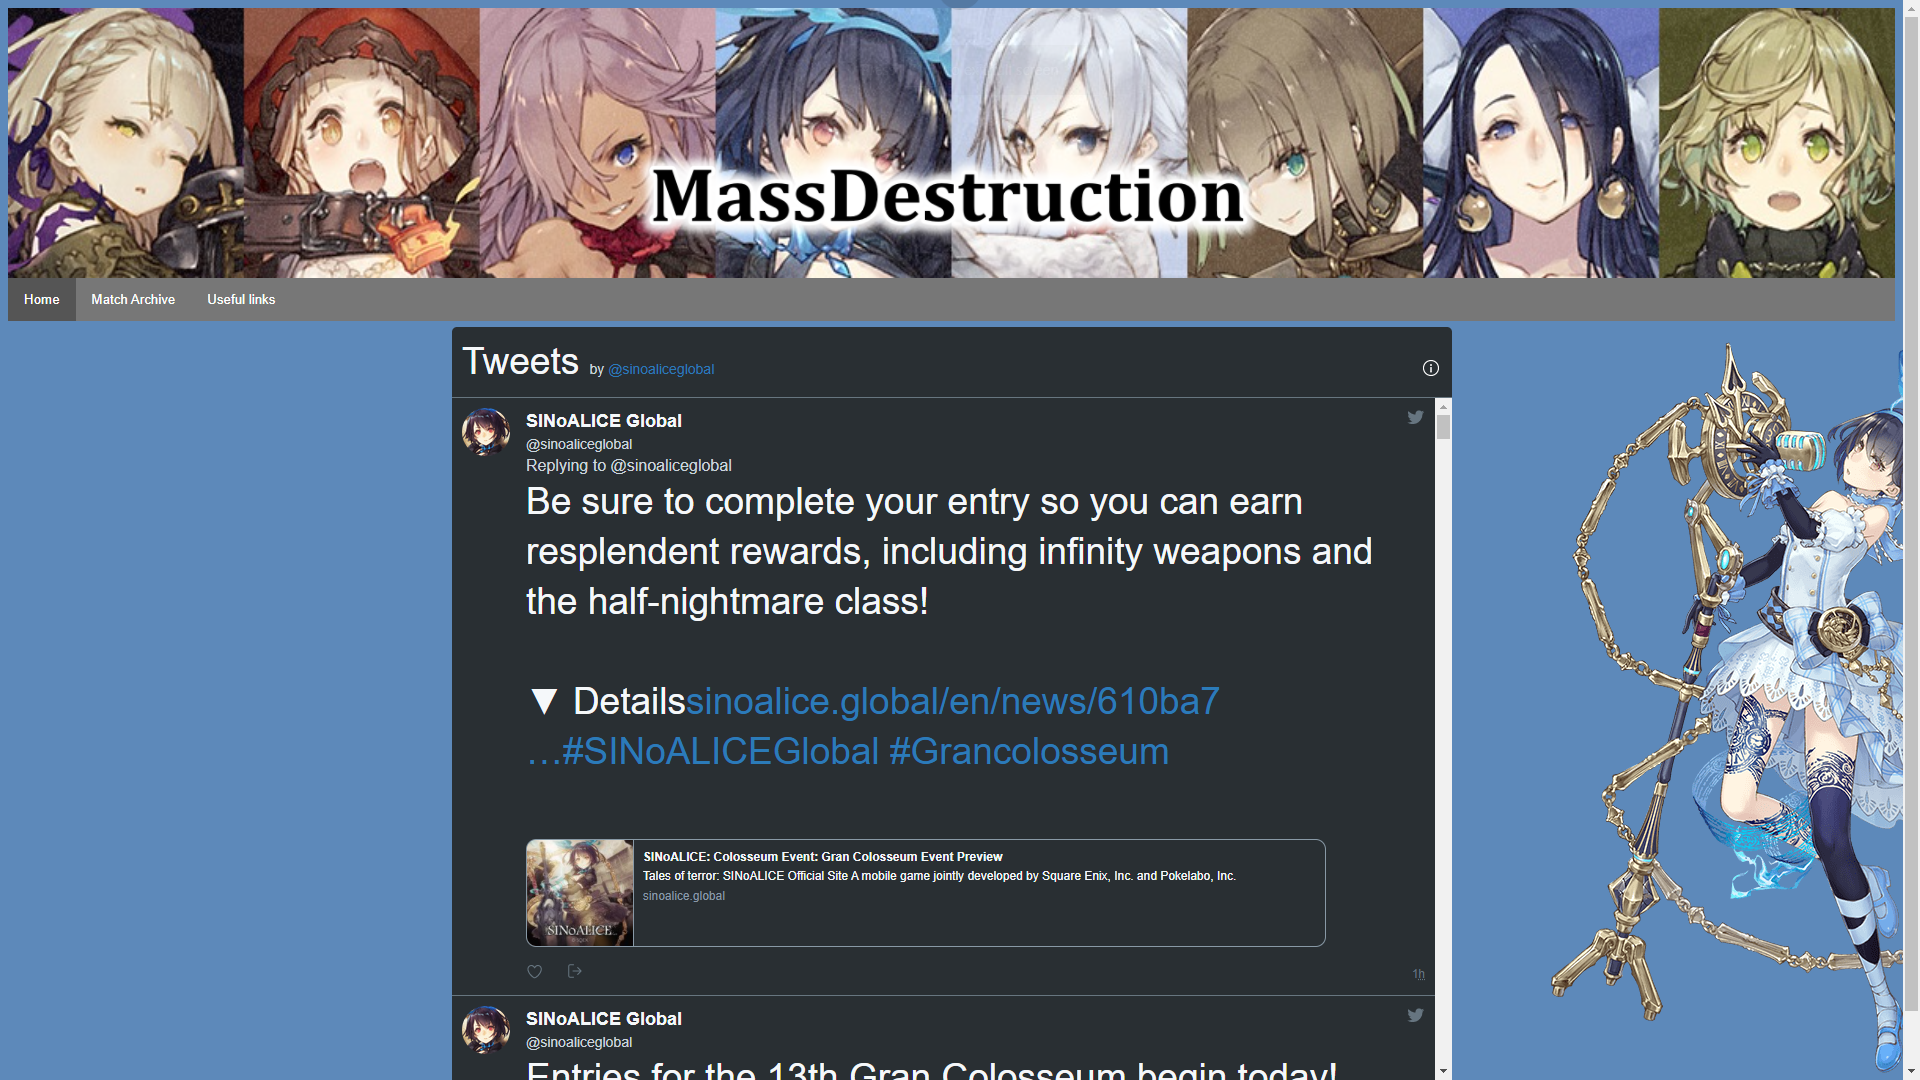 MassDestruction
Home
Match Archive
Useful links
Tweets by @sinoaliceglobal
SINoALICE Global
@sinoaliceglobal
Replying to @sinoaliceglobal
Be sure to complete your entry so you can earn
resplendent rewards, including infinity weapons and
the half-nightmare class!
▼ Detailssinoalice.global/en/news/610ba7
…#SINoALICEGlobal #Grancolosseum
SINoALICE: Colosseum Event: Gran Colosseum Event Preview
Tales of terror: SINoALICE Official Site A mobile game jointly developed by Square Enix, Inc. and Pokelabo, Inc.
sinoalice.global
SINoALICE
1h
SINoALICE Global
@sinoaliceglobal
Entries for the 13th Gran Colosseum begin today!